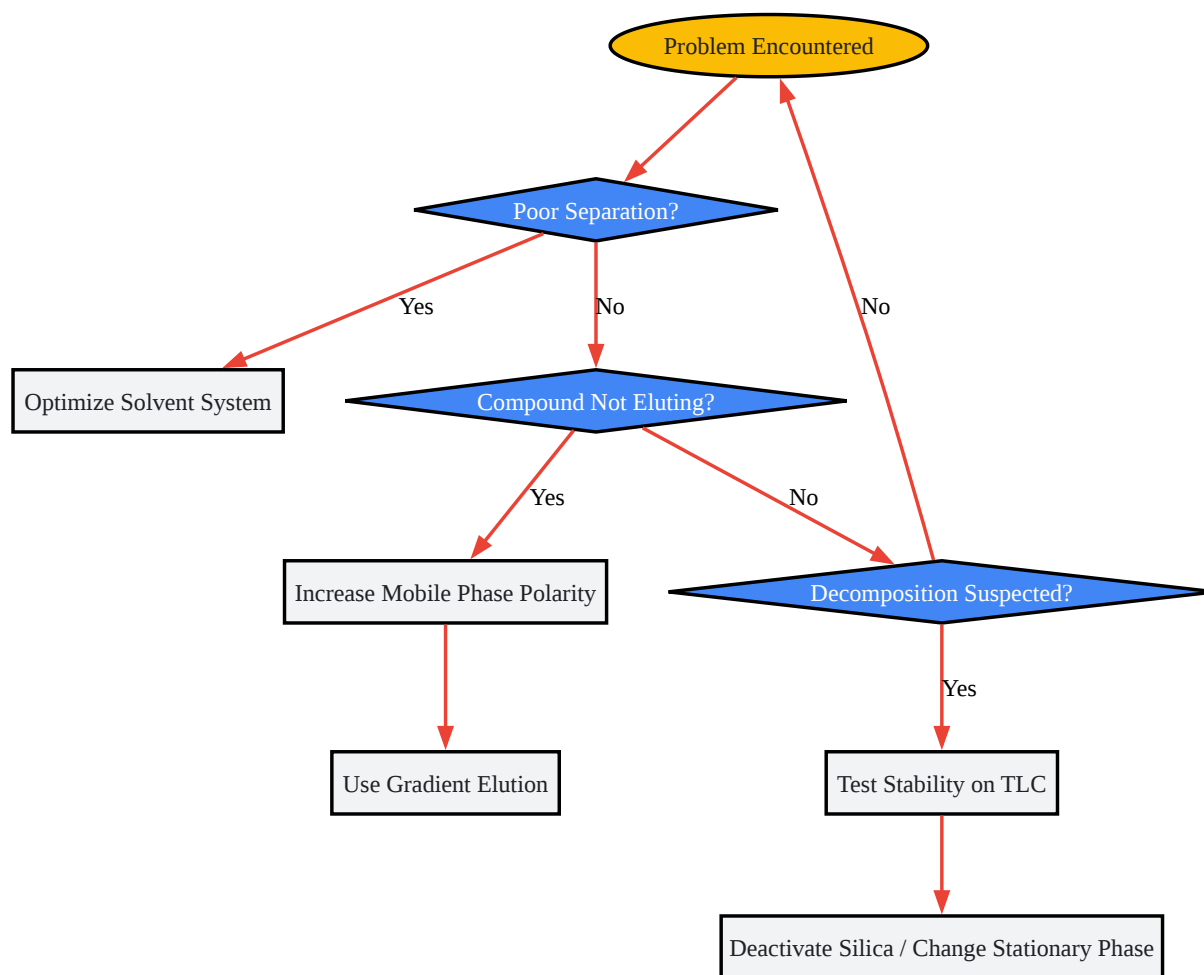 Problem Encountered
Poor Separation?
Yes
No
No
Optimize Solvent System
Compound Not Eluting?
Yes
No
Increase Mobile Phase Polarity
Decomposition Suspected?
Yes
Use Gradient Elution
Test Stability on TLC
Deactivate Silica / Change Stationary Phase